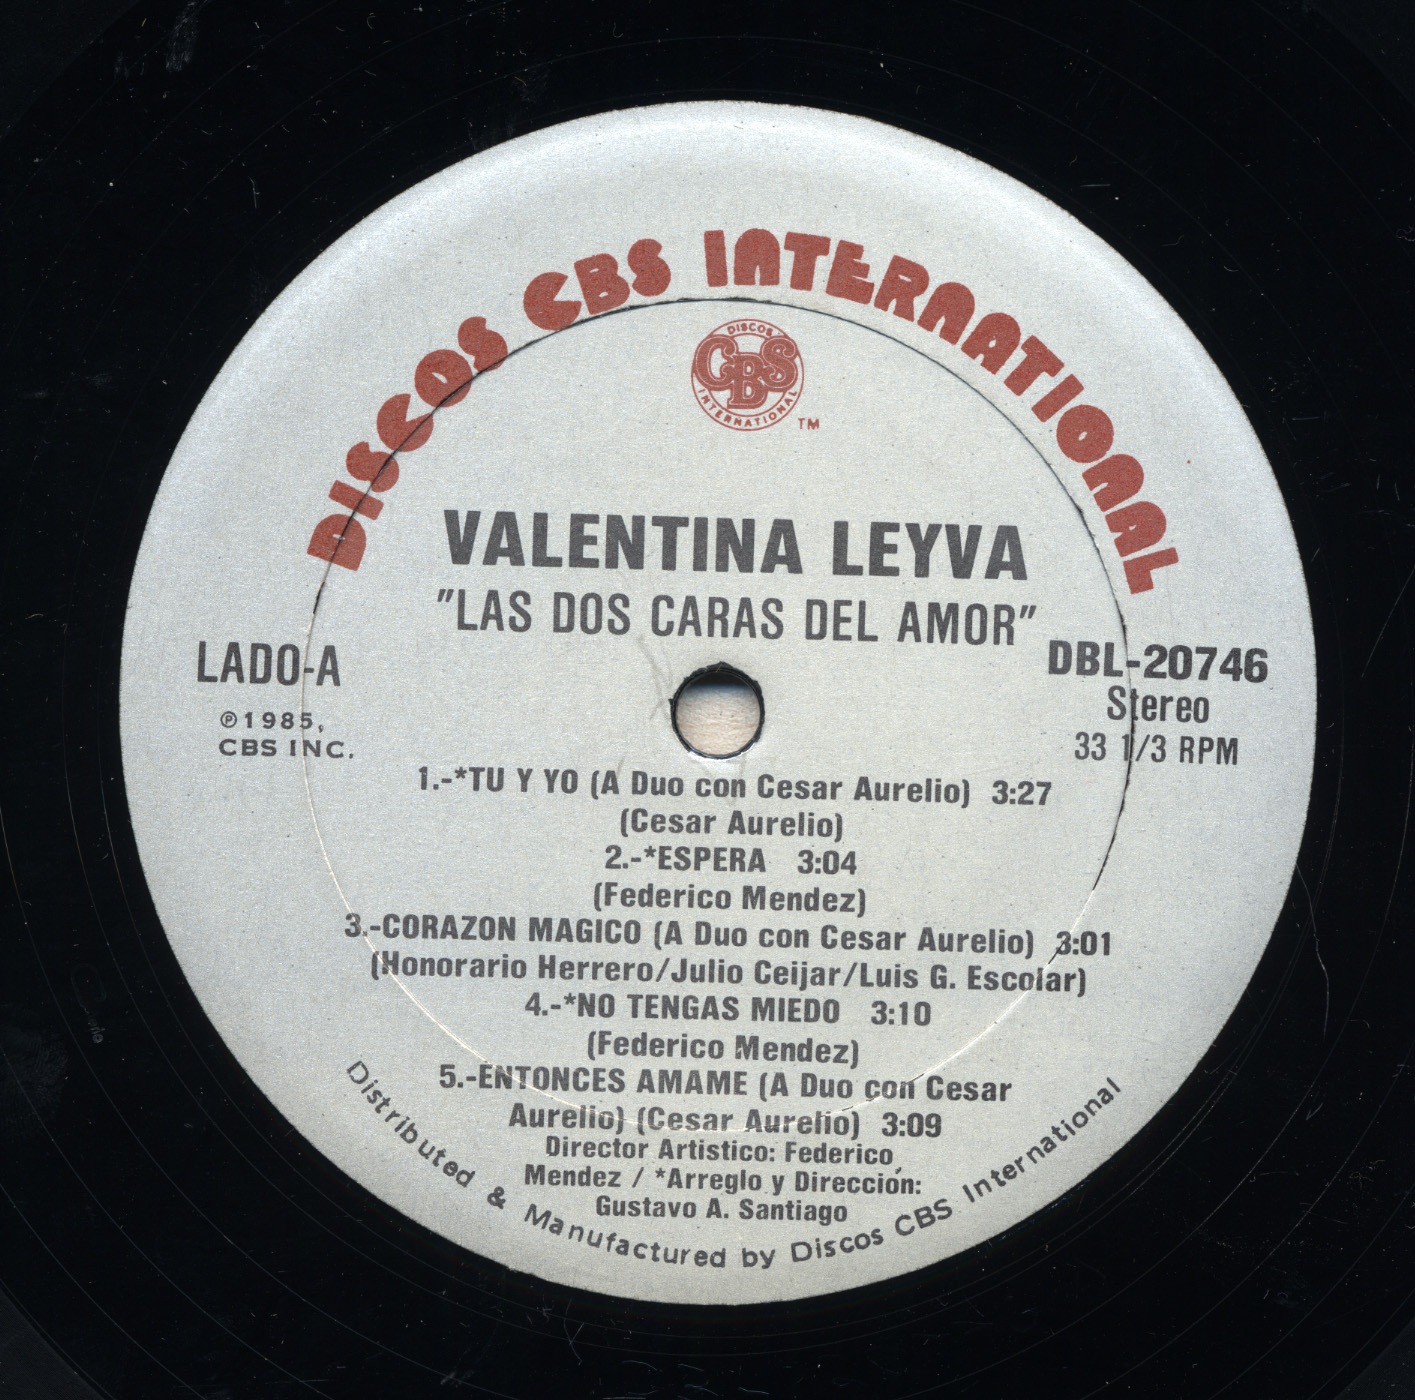 DISCOS CBS INTERNATIONAL
DISCOS
CBS
INTERNATIONAL
TM
VALENTINA LEYVA
"LAS DOS CARAS DEL AMOR"
LADO-A
℗1985,
CBS INC.
DBL-20746
Stereo
33 1/3 RPM
1.-*TU Y YO (A Duo con Cesar Aurelio) 3:27
(Cesar Aurelio)
2.-*ESPERA 3:04
(Federico Mendez)
3.-CORAZON MAGICO (A Duo con Cesar Aurelio) 3:01
(Honorario Herrero/Julio Ceijar/Luis G. Escolar)
4.-*NO TENGAS MIEDO 3:10
(Federico Mendez)
5.-ENTONCES AMAME (A Duo con Cesar
Aurelio) (Cesar Aurelio) 3:09
Director Artistico: Federico
Mendez / *Arreglo y Dirección:
Gustavo A. Santiago
Distributed & Manufactured by Discos CBS International